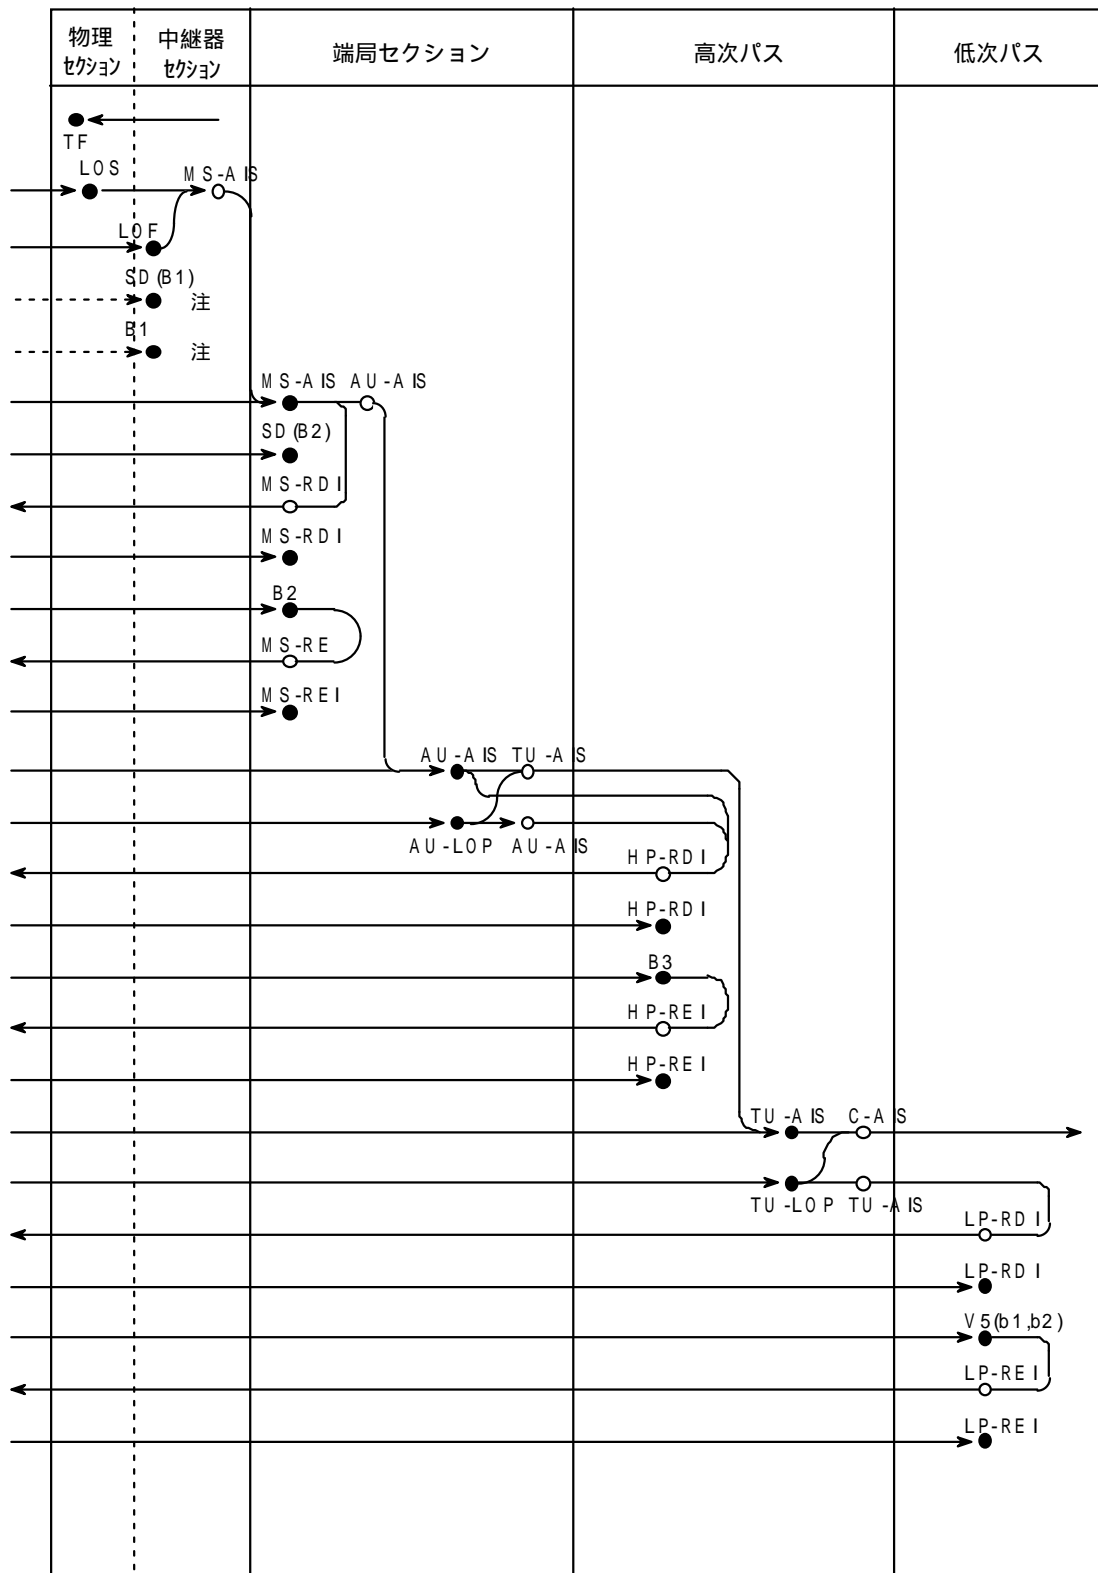 物理
セクション
中継器
セクション
端局セクション
高次パス
低次パス
TF
LOS
MS-AIS
LOF
SD(B1)
注
B1
注
MS-AIS
AU-AIS
SD(B2)
MS-RDI
MS-RDI
B2
MS-RE
MS-REI
AU-AIS
TU-AIS
AU-LOP
AU-AIS
HP-RDI
HP-RDI
B3
HP-REI
HP-REI
TU-AIS
C-AIS
TU-LOP
TU-AIS
LP-RDI
LP-RDI
V5(b1,b2)
LP-REI
LP-REI